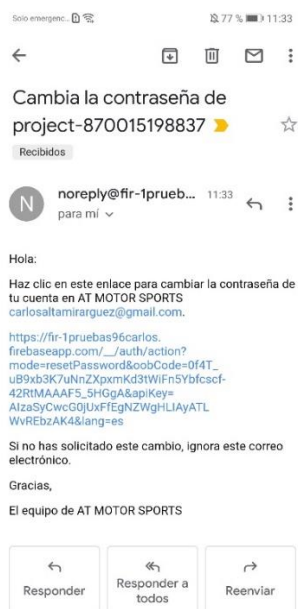 Solo emergenc...
77 %
11:33
Cambia la contraseña de
project-870015198837
Recibidos
N
noreply@fir-1prueb... 11:33
para mí
Hola:
Haz clic en este enlace para cambiar la contraseña de
tu cuenta en AT MOTOR SPORTS
carlosaltamirarguez@gmail.com.
https://fir-1pruebas96carlos.
firebaseapp.com/__/auth/action?
mode=resetPassword&oobCode=0f4T_
uB9xb3K7uNnZXpxmKd3tWiFn5Ybfcscf-
42RtMAAAF5_5HGgA&apiKey=
AIzaSyCwcG0jUxFfEgNZWgHLIAyATL
WvREbzAK4&lang=es
Si no has solicitado este cambio, ignora este correo
electrónico.
Gracias,
El equipo de AT MOTOR SPORTS
Responder
Responder a
todos
Reenviar